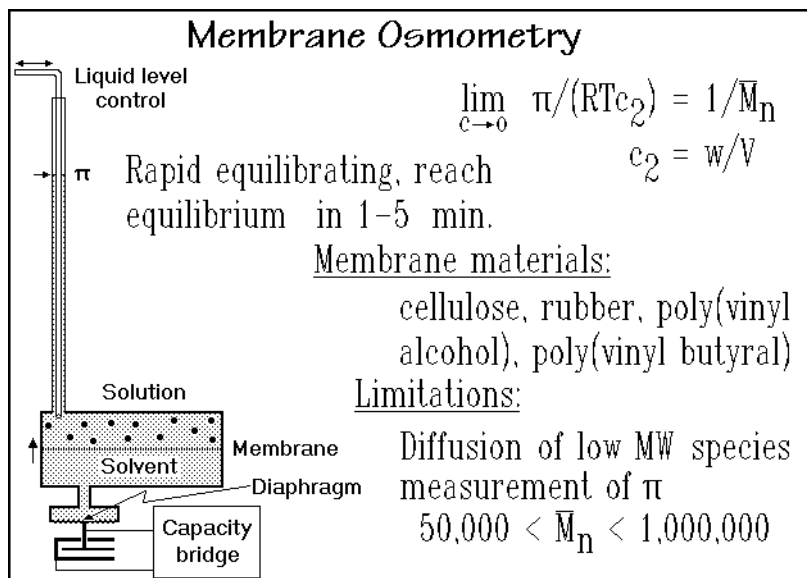 Membrane Osmometry
Liquid level
control
lim π/(RTc₂) = 1/M̅ₙ
c→0
c₂ = w/V
π
Rapid equilibrating, reach
equilibrium in 1-5 min.
Membrane materials:
cellulose, rubber, poly(vinyl
alcohol), poly(vinyl butyral)
Limitations:
Diffusion of low MW species
measurement of π
50,000 < M̅ₙ < 1,000,000
Solution
Membrane
Solvent
Diaphragm
Capacity
bridge